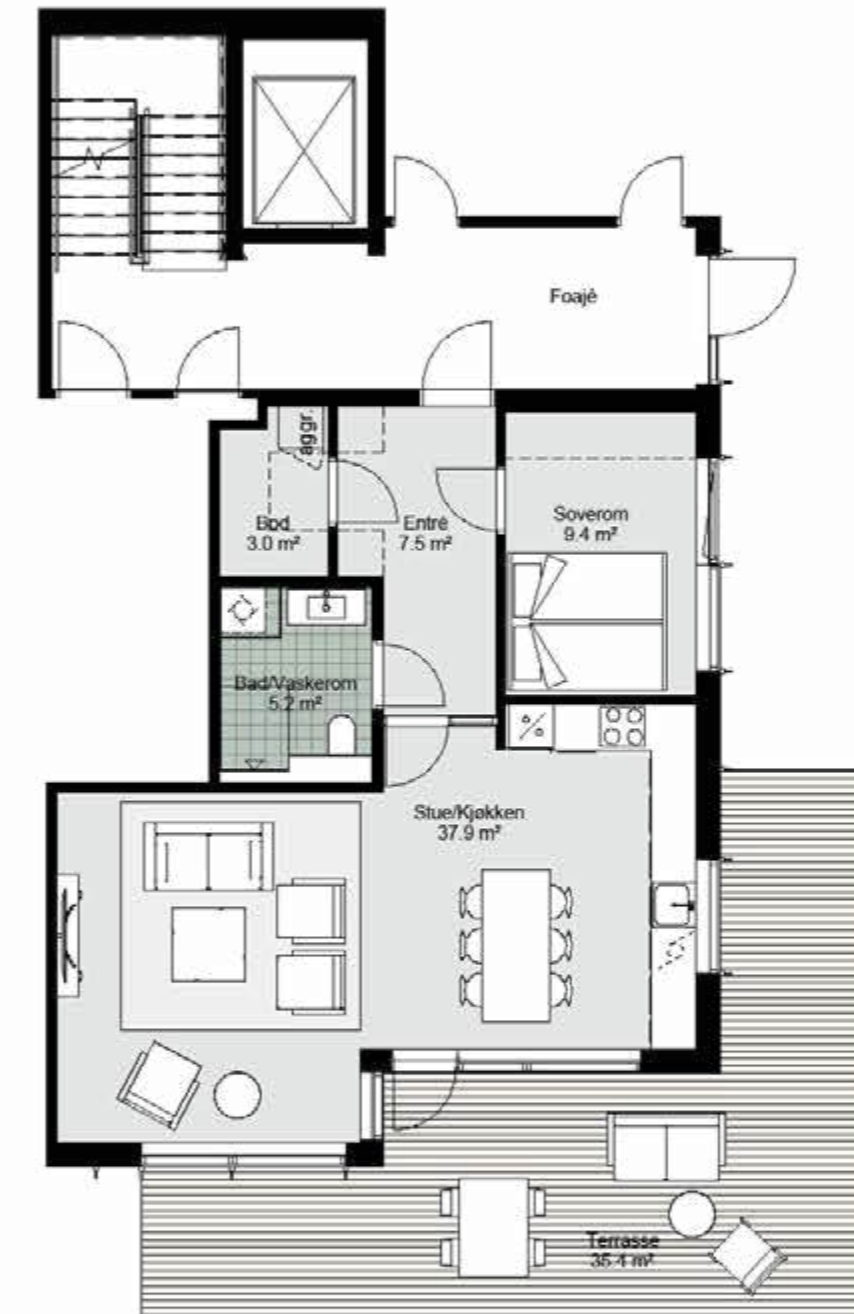 Foajé
aggr.
Bod
3.0 m²
Entré
7.5 m²
Soverom
9.4 m²
Bad/Vaskerom
5.2 m²
Stue/Kjøkken
37.9 m²
Terrasse
35.4 m²